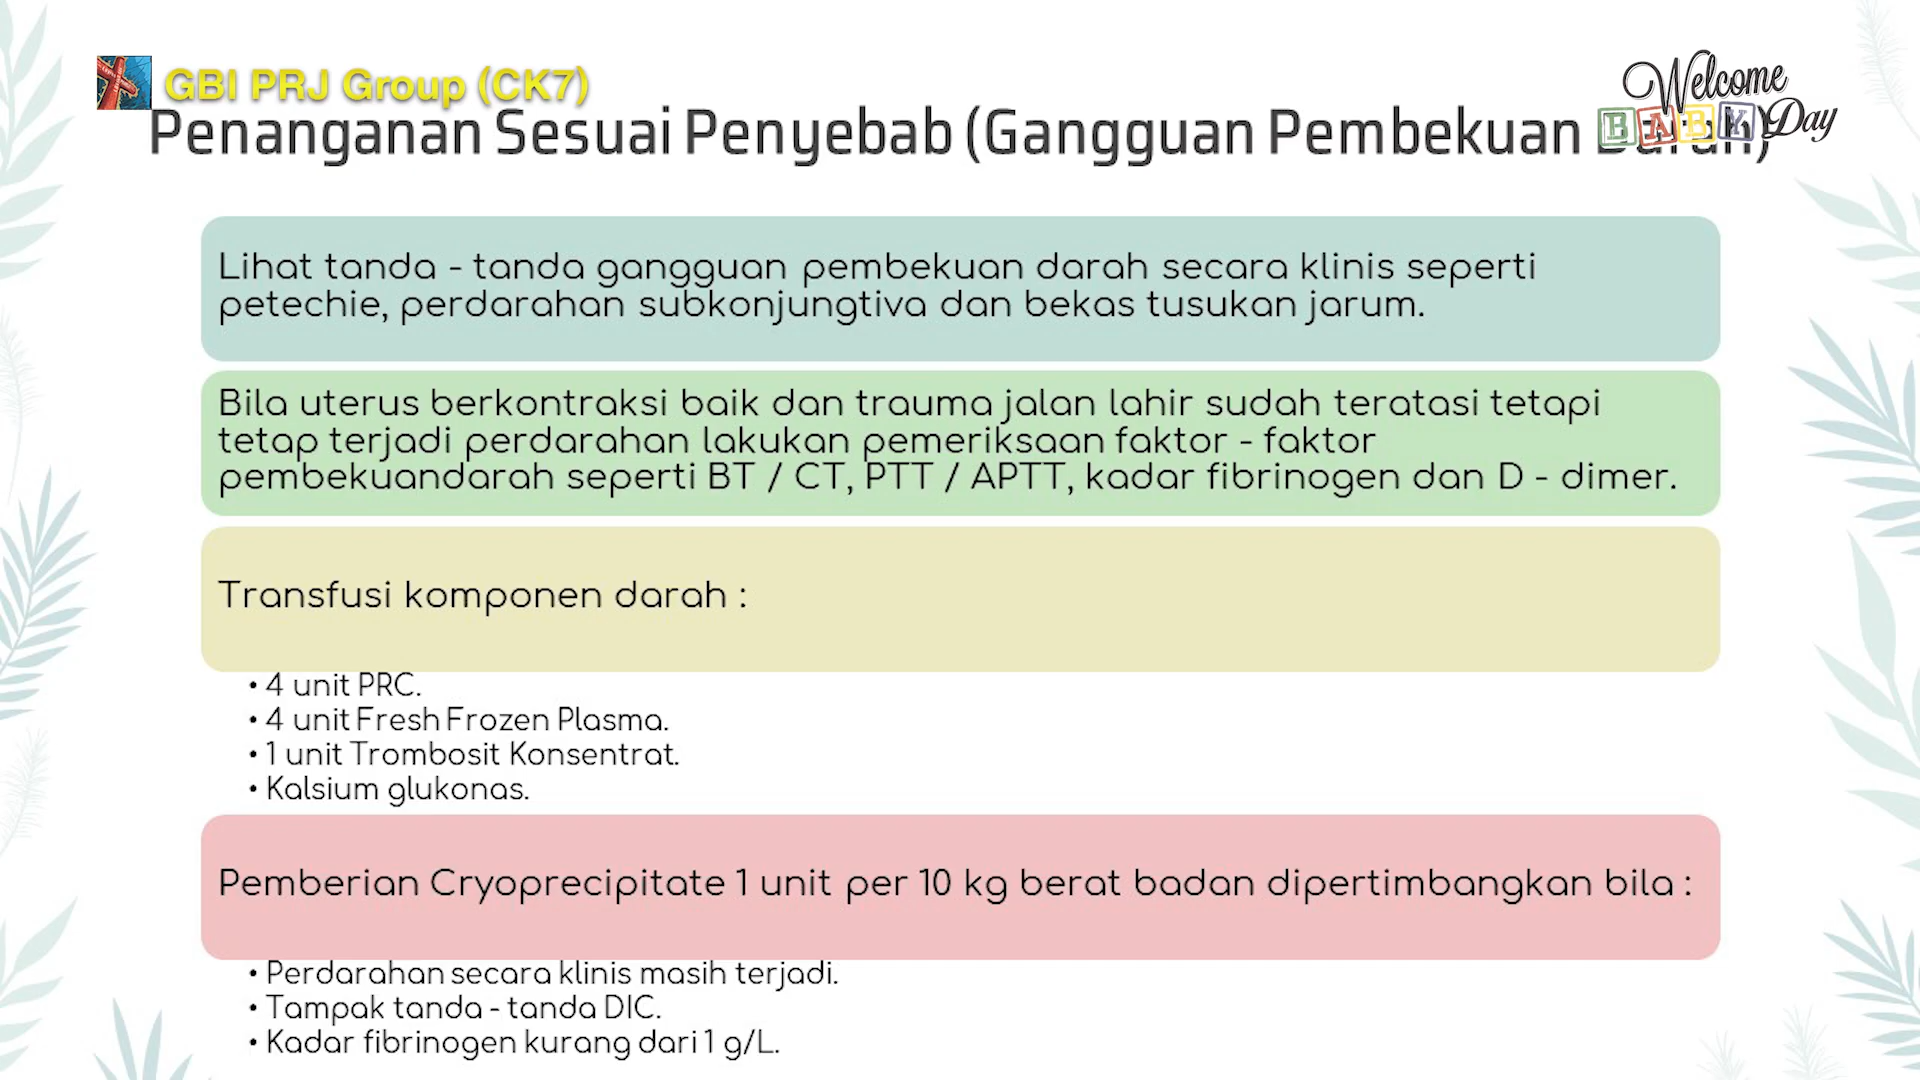 GBI PRJ Group (CK7)
Welcome
BABY Day
Penanganan Sesuai Penyebab (Gangguan Pembekuan Darah)
Lihat tanda - tanda gangguan pembekuan darah secara klinis seperti
petechie, perdarahan subkonjungtiva dan bekas tusukan jarum.
Bila uterus berkontraksi baik dan trauma jalan lahir sudah teratasi tetapi
tetap terjadi perdarahan lakukan pemeriksaan faktor - faktor
pembekuandarah seperti BT / CT, PTT / APTT, kadar fibrinogen dan D - dimer.
Transfusi komponen darah :
• 4 unit PRC.
• 4 unit Fresh Frozen Plasma.
• 1 unit Trombosit Konsentrat.
• Kalsium glukonas.
Pemberian Cryoprecipitate 1 unit per 10 kg berat badan dipertimbangkan bila :
• Perdarahan secara klinis masih terjadi.
• Tampak tanda - tanda DIC.
• Kadar fibrinogen kurang dari 1 g/L.